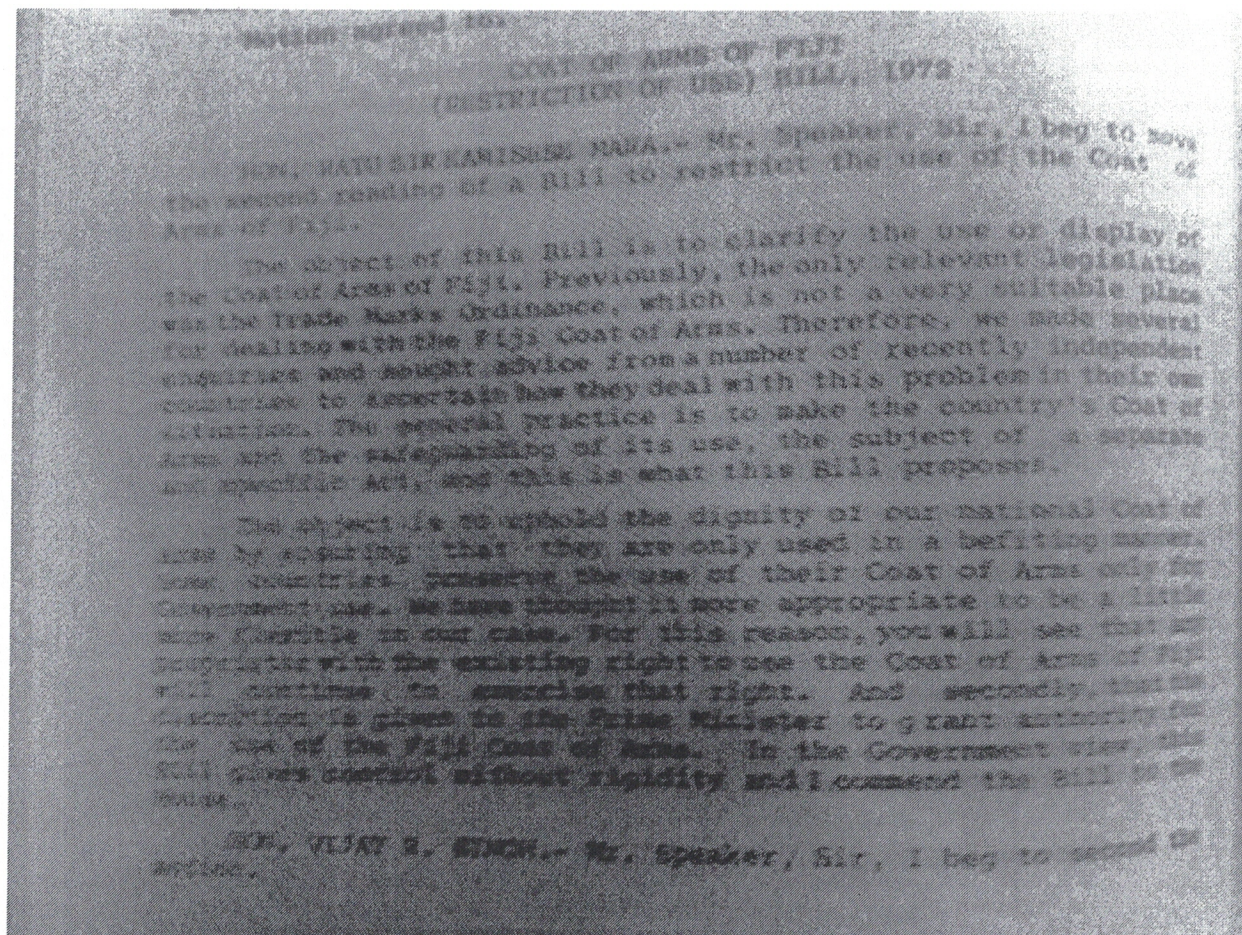 Motion agreed to.
COAT OF ARMS OF FIJI
(RESTRICTION OF USE) BILL, 1972
HON. RATU SIR KAMISESE MARA.- Mr. Speaker, Sir, I beg to move
the second reading of a Bill to restrict the use of the Coat of
Arms of Fiji.
The object of this Bill is to clarify the use or display of
the Coat of Arms of Fiji. Previously, the only relevant legislation
was the Trade Marks Ordinance, which is not a very suitable place
for dealing with the Fiji Coat of Arms. Therefore, we made several
enquiries and sought advice from a number of recently independent
countries to ascertain how they deal with this problem in their own
situation. The general practice is to make the country's Coat of
Arms and the safeguarding of its use, the subject of a separate
and specific Act, and this is what this Bill proposes.
The object is to uphold the dignity of our national Coat of
Arms by ensuring that they are only used in a befiting manner.
Some countries preserve the use of their Coat of Arms only for
Government use. We have thought it more appropriate to be a little
more flexible in our case. For this reason, you will see that any
proprietor with the existing right to use the Coat of Arms of Fiji
will continue to exercise that right. And secondly, that the
discretion is given to the Prime Minister to g rant authority for
the use of the Fiji Coat of Arms. In the Government view, this
Bill gives control without rigidity and I commend the Bill to the
House.
HON. VIJAY R. SINGH.- Mr. Speaker, Sir, I beg to second the
motion.